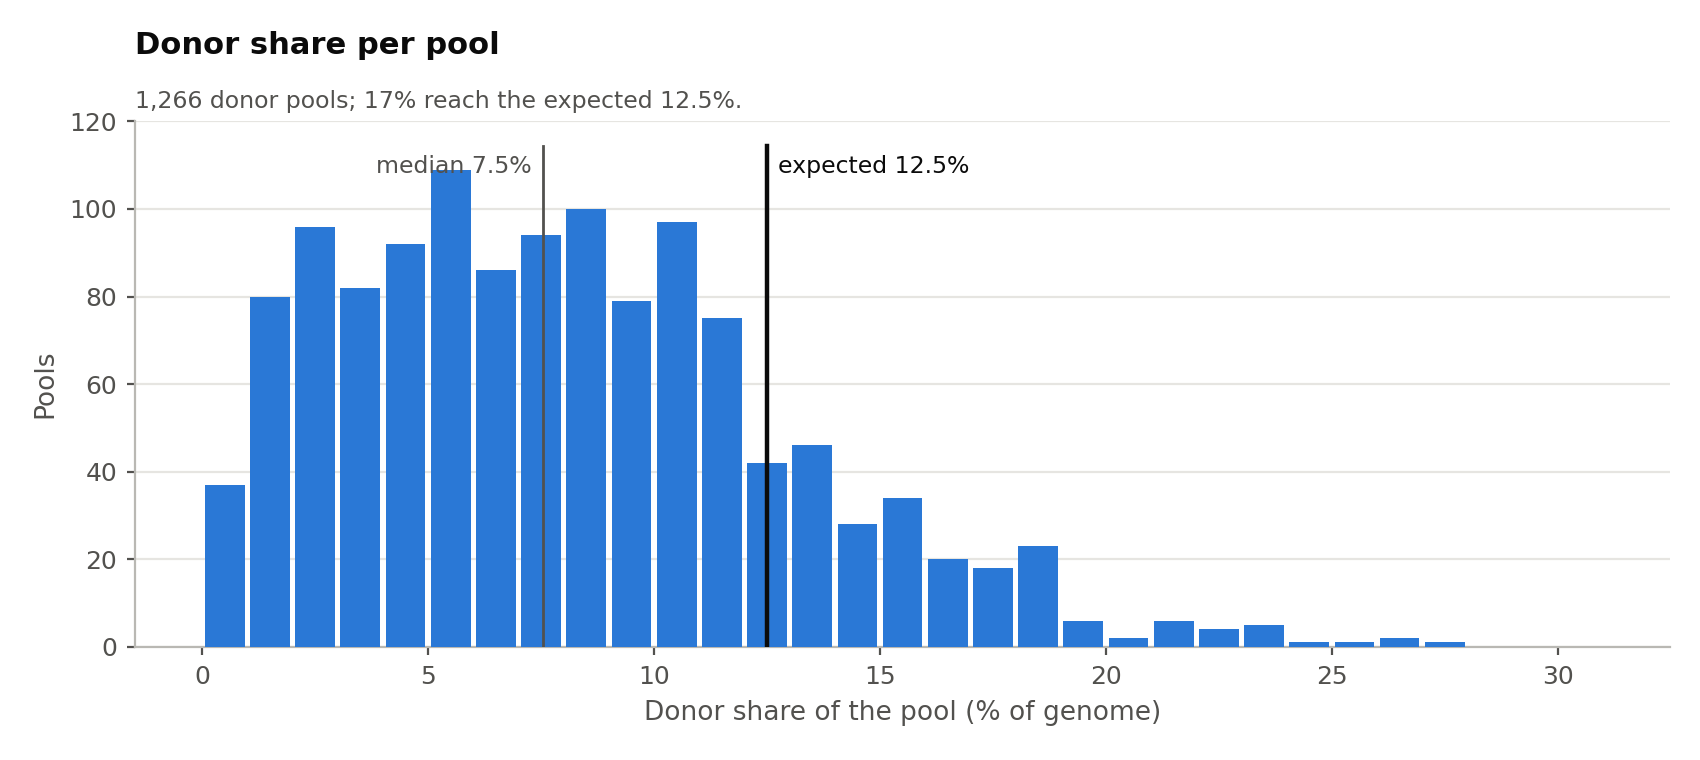 Donor share per pool
1,266 donor pools; 17% reach the expected 12.5%.
median 7.5%
expected 12.5%
120
100
80
60
40
20
0
Pools
0 5 10 15 20 25 30
Donor share of the pool (% of genome)